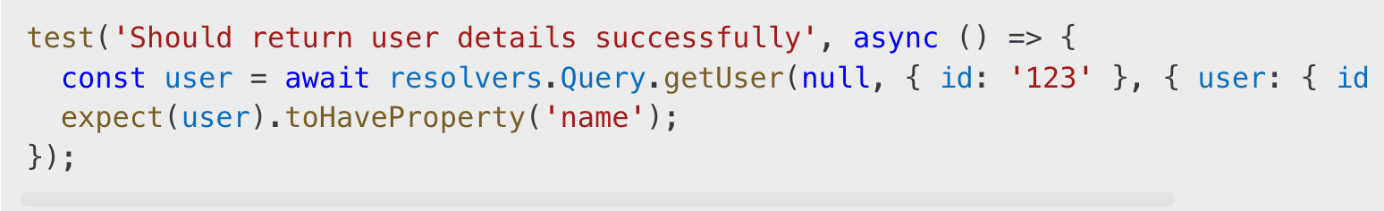 test('Should return user details successfully', async () => {
  const user = await resolvers.Query.getUser(null, { id: '123' }, { user: { id
  expect(user).toHaveProperty('name');
});